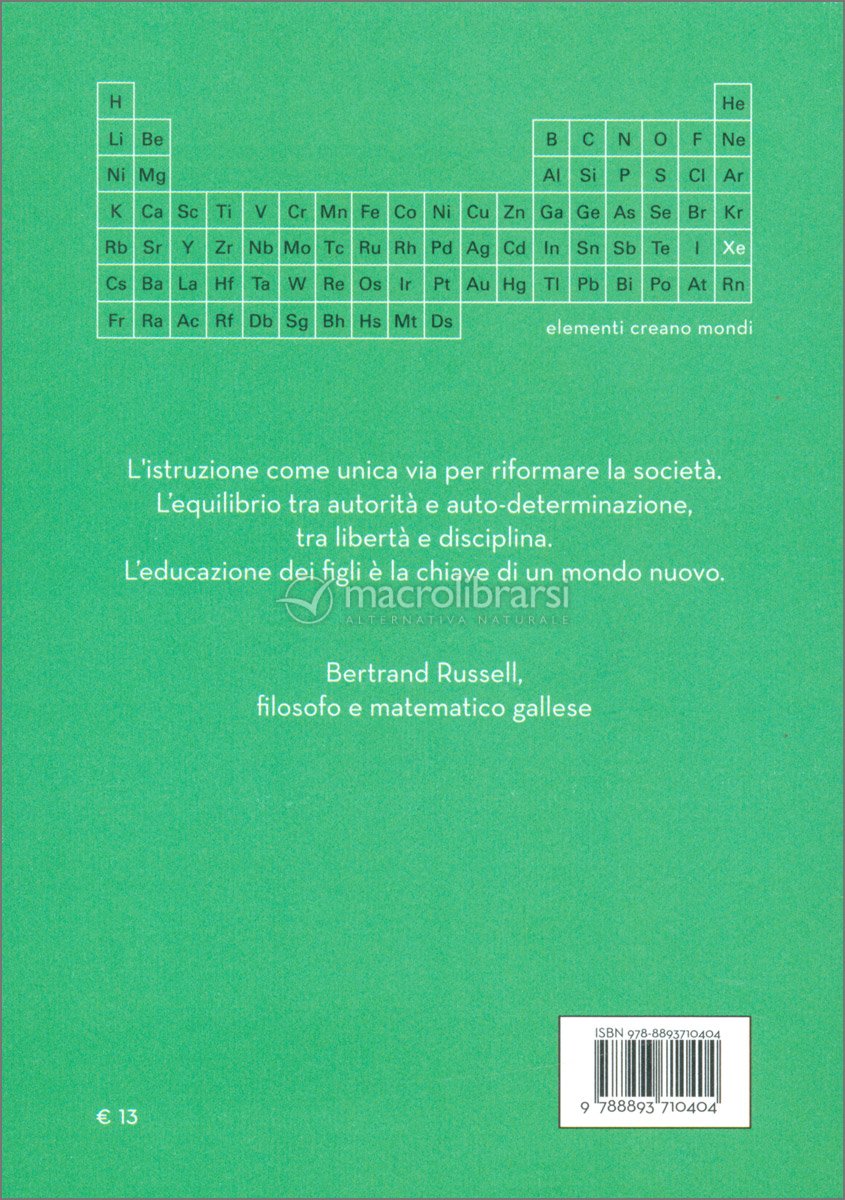 H He
Li Be B C N O F Ne
Ni Mg Al Si P S Cl Ar
K Ca Sc Ti V Cr Mn Fe Co Ni Cu Zn Ga Ge As Se Br Kr
Rb Sr Y Zr Nb Mo Tc Ru Rh Pd Ag Cd In Sn Sb Te I Xe
Cs Ba La Hf Ta W Re Os Ir Pt Au Hg Tl Pb Bi Po At Rn
Fr Ra Ac Rf Db Sg Bh Hs Mt Ds
elementi creano mondi
L'istruzione come unica via per riformare la società.
L’equilibrio tra autorità e auto-determinazione,
tra libertà e disciplina.
L’educazione dei figli è la chiave di un mondo nuovo.
macrolibrarsi
ALTERNATIVA NATURALE
Bertrand Russell,
filosofo e matematico gallese
ISBN 978-8893710404
9 788893 710404
€ 13